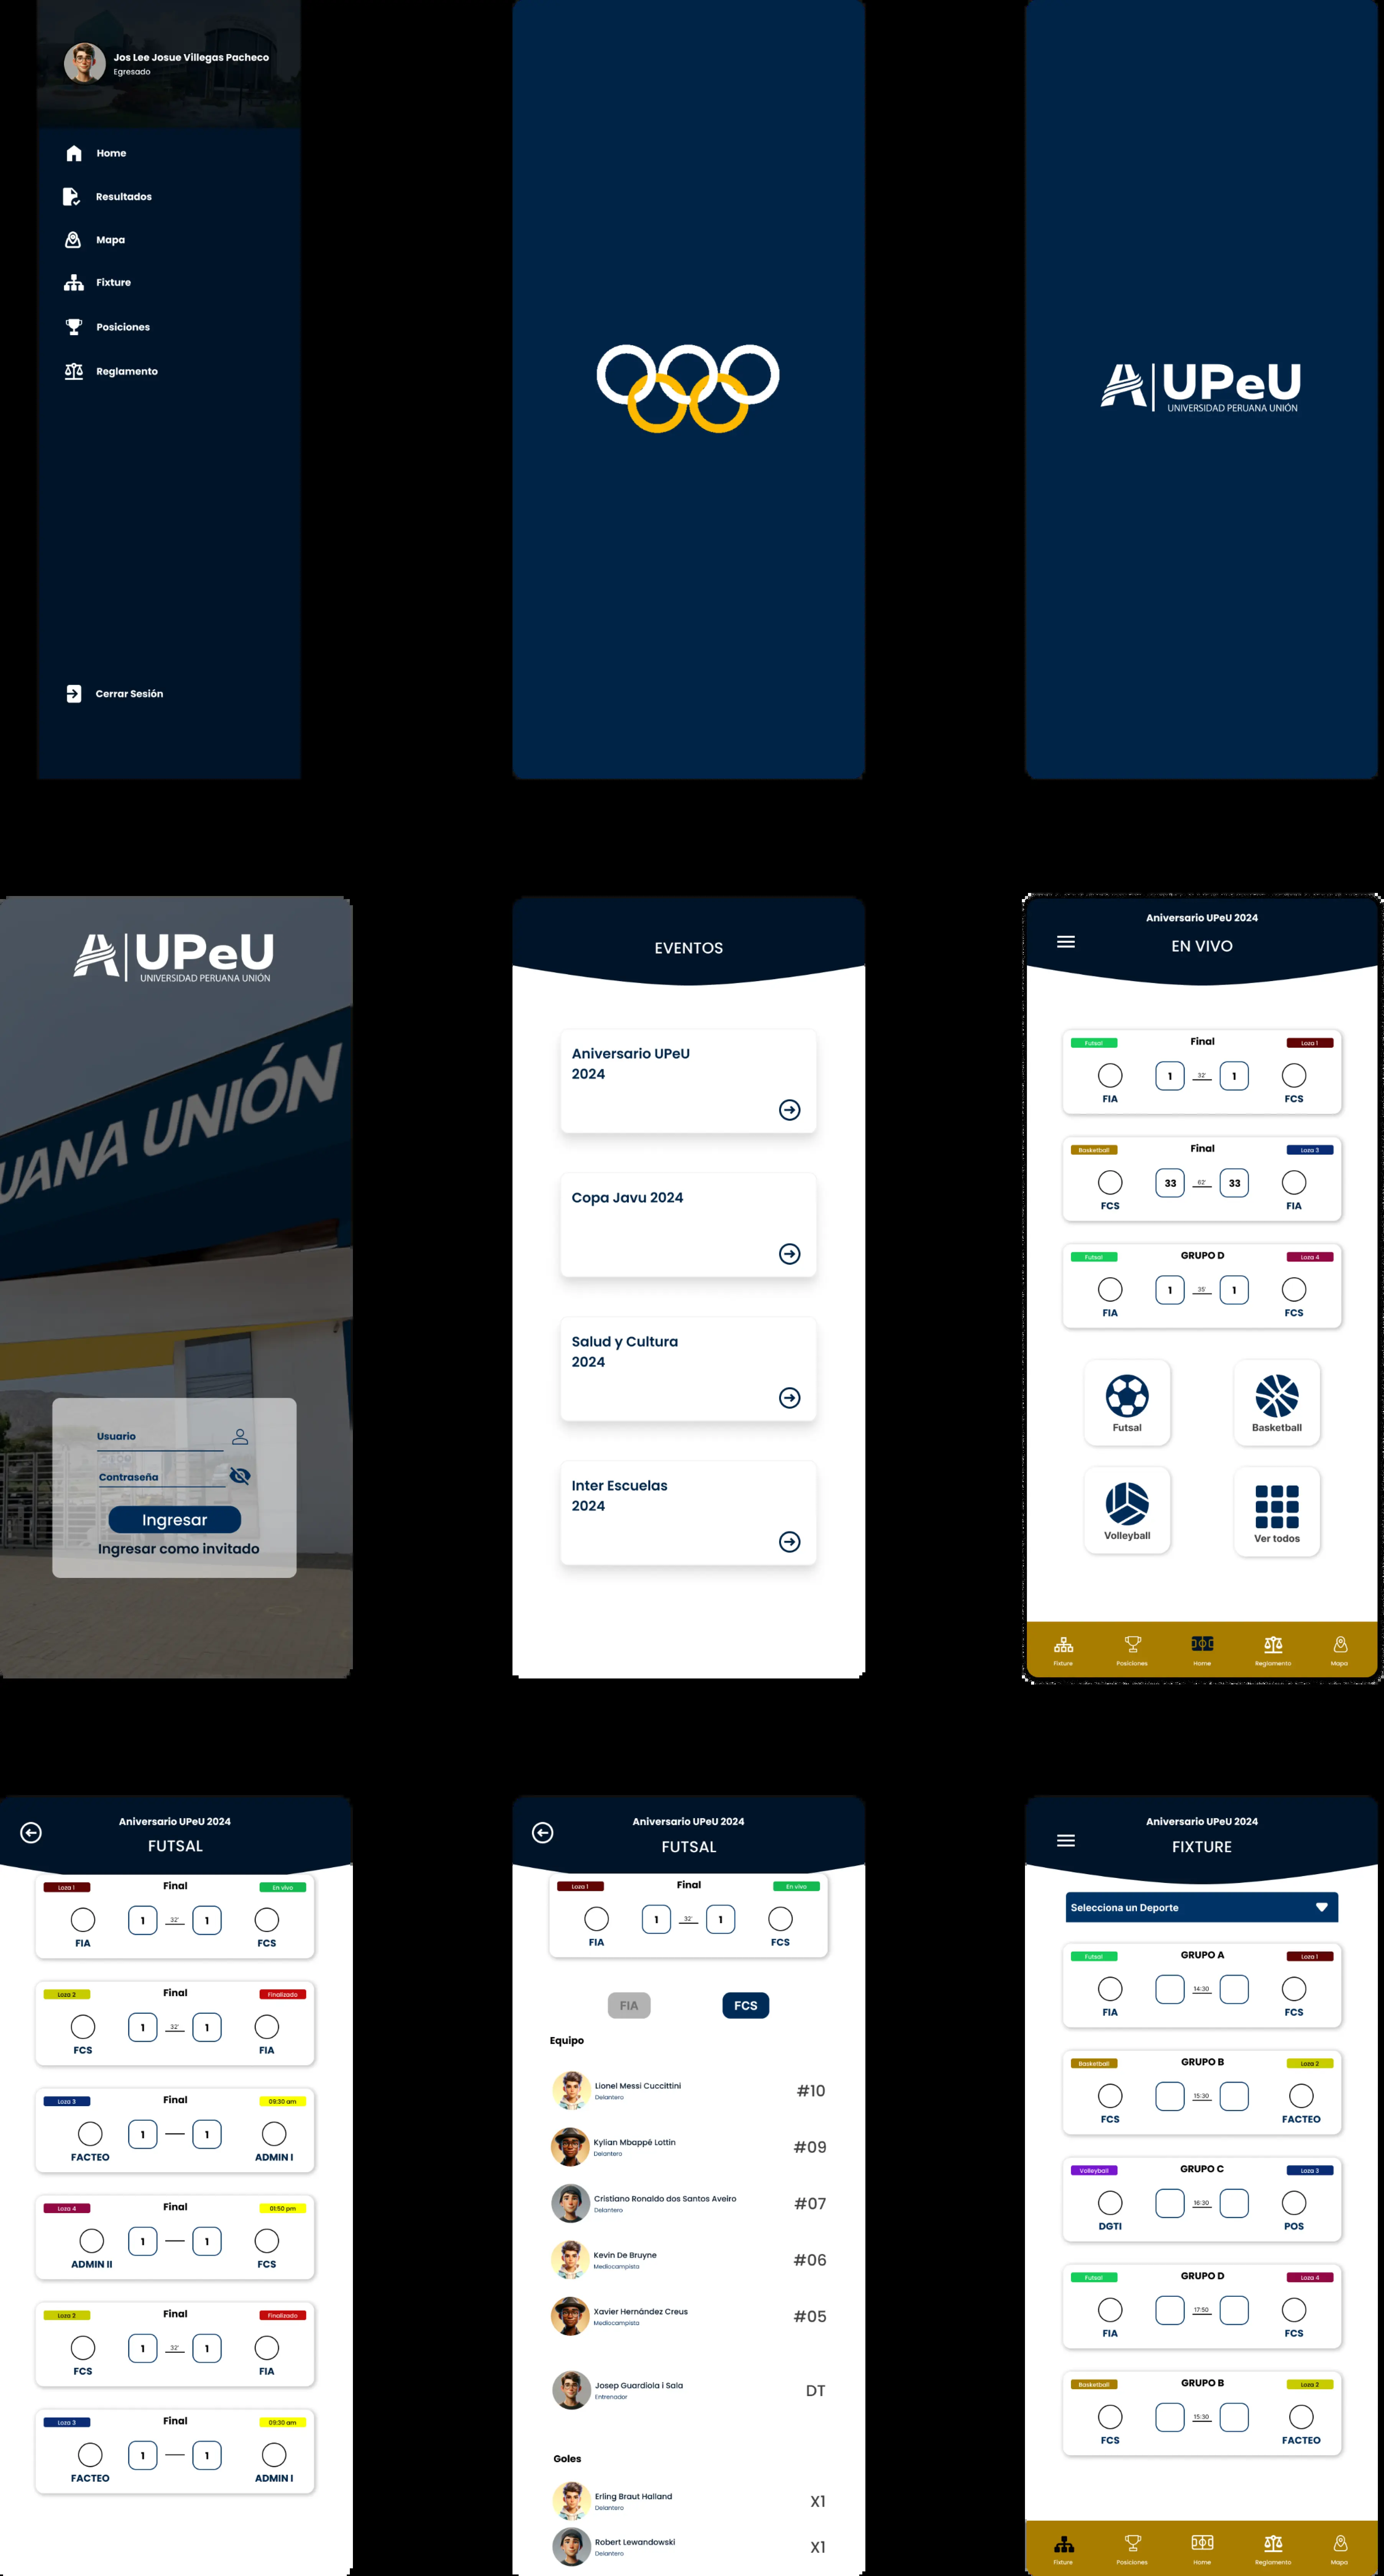 Jos Lee Josue Villegas Pacheco
Egresado
Home
Resultados
Mapa
Fixture
Posiciones
Reglamento
Cerrar Sesión
UPeU
UNIVERSIDAD PERUANA UNIÓN
UPeU
UNIVERSIDAD PERUANA UNIÓN
UANA UNIÓN
Usuario
Contraseña
Ingresar
Ingresar como invitado
EVENTOS
Aniversario UPeU
2024
Copa Javu 2024
Salud y Cultura
2024
Inter Escuelas
2024
Aniversario UPeU 2024
EN VIVO
Futsal Final Loza 1
1 32' 1
FIA FCS
Basketball Final Loza 3
33 62' 33
FCS FIA
Futsal GRUPO D Loza 4
1 35' 1
FIA FCS
Futsal Basketball
Volleyball Ver todos
Fixture Posiciones Home Reglamento Mapa
Aniversario UPeU 2024
FUTSAL
Loza 1 Final En vivo
1 32' 1
FIA FCS
Loza 2 Final Finalizado
1 32' 1
FCS FIA
Loza 3 Final 09:30 am
1 1
FACTEO ADMIN I
Loza 4 Final 01:50 pm
1 1
ADMIN II FCS
Loza 2 Final Finalizado
1 32' 1
FCS FIA
Loza 3 Final 09:30 am
1 1
FACTEO ADMIN I
Aniversario UPeU 2024
FUTSAL
Loza 1 Final En vivo
1 32' 1
FIA FCS
FIA FCS
Equipo
Lionel Messi Cuccittini #10
Delantero
Kylian Mbappé Lottin #09
Delantero
Cristiano Ronaldo dos Santos Aveiro #07
Delantero
Kevin De Bruyne #06
Mediocampista
Xavier Hernández Creus #05
Mediocampista
Josep Guardiola i Sala DT
Entrenador
Goles
Erling Braut Halland X1
Delantero
Robert Lewandowski X1
Delantero
Aniversario UPeU 2024
FIXTURE
Selecciona un Deporte
Futsal GRUPO A Loza 1
14:30
FIA FCS
Basketball GRUPO B Loza 2
15:30
FCS FACTEO
Volleyball GRUPO C Loza 3
16:30
DGTI POS
Futsal GRUPO D Loza 4
17:50
FIA FCS
Basketball GRUPO B Loza 2
15:30
FCS FACTEO
Fixture Posiciones Home Reglamento Mapa